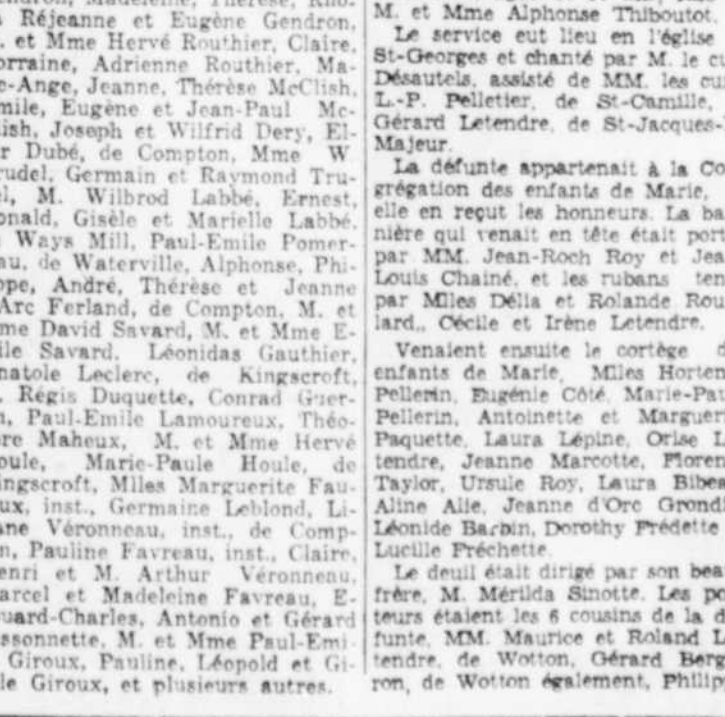 Réjeanne et Eugène Gendron,
et Mme Hervé Routhier, Claire,
orraine, Adrienne Routhier, Ma-
c-Ange, Jeanne, Thérèse McClish,
mile, Eugène et Jean-Paul Mc-
lish, Joseph et Wilfrid Dery, El-
r Dubé, de Compton, Mme W
rudel, Germain et Raymond Tru-
el, M. Wilbrod Labbé, Ernest,
onald, Gisèle et Marielle Labbé,
Ways Mill, Paul-Emile Pomer-
au, de Waterville, Alphonse, Phi-
ppe, André, Thérèse et Jeanne
Arc Ferland, de Compton, M. et
me David Savard, M. et Mme E-
ile Savard. Léonidas Gauthier,
natole Leclerc, de Kingscroft,
. Régis Duquette, Conrad Guer-
n, Paul-Emile Lamoureux, Théo-
ore Maheux, M. et Mme Hervé
oule, Marie-Paule Houle, de
ingscroft, Mlles Marguerite Fau-
ux, inst., Germaine Leblond, Li-
ane Véronneau, inst., de Comp-
n, Pauline Favreau, inst., Claire,
enri et M. Arthur Véronneau,
arcel et Madeleine Favreau, E-
uard-Charles, Antonio et Gérard
ssonnette, M. et Mme Paul-Emi-
Giroux, Pauline, Léopold et Gi-
le Giroux, et plusieurs autres.
M. et Mme Alphonse Thiboutot.
Le service eut lieu en l'église
St-Georges et chanté par M. le cu
Désautels, assisté de MM. les cu
L.-P. Pelletier, de St-Camille,
Gérard Letendre, de St-Jacques-
Majeur.
La défunte appartenait à la Co
grégation des enfants de Marie,
elle en reçut les honneurs. La ba
nière qui venait en tête était port
par MM. Jean-Roch Roy et Jea
Louis Chainé, et les rubans ten
par Mlles Délia et Rolande Rou
lard., Cécile et Irène Letendre.
Venaient ensuite le cortège d
enfants de Marie, Mlles Horten
Pellerin, Eugénie Côté, Marie-Pau
Pellerin, Antoinette et Marguer
Paquette, Laura Lépine, Orise L
tendre, Jeanne Marcotte, Floren
Taylor, Ursule Roy, Laura Bibea
Aline Alie, Jeanne d'Orc Grond
Léonide Barbin, Dorothy Frédette
Lucille Fréchette.
Le deuil était dirigé par son bea
frère, M. Mérilda Sinotte. Les po
teurs étaient les 6 cousins de la d
funte, MM. Maurice et Roland L
tendre, de Wotton, Gérard Berg
ron, de Wotton également, Philipp